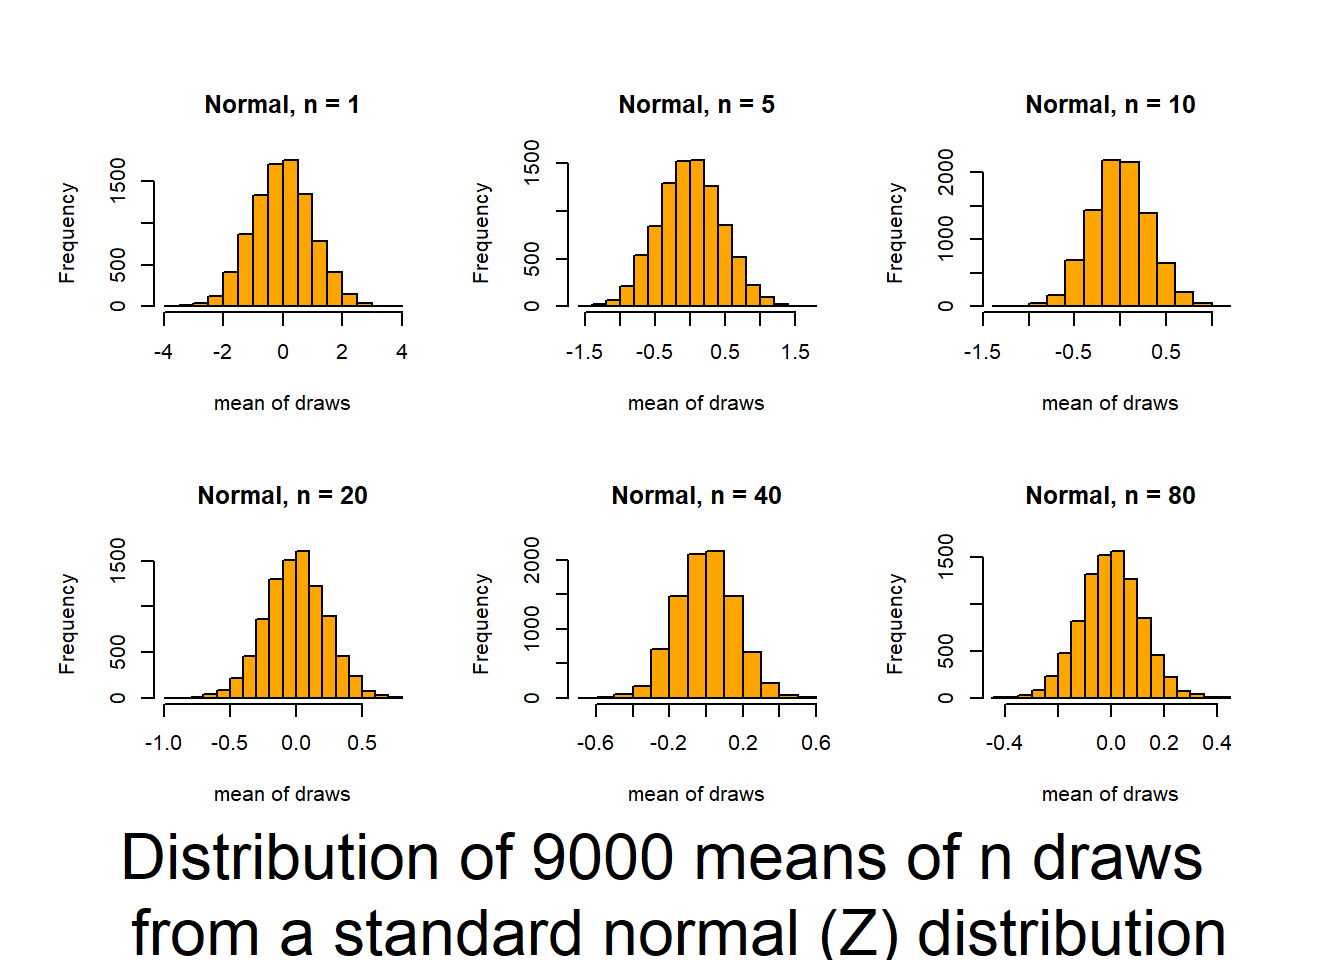 Normal, n = 1
Frequency
1500
500
0
-4 -2 0 2 4
mean of draws
Normal, n = 5
Frequency
1500
500
0
-1.5 -0.5 0.5 1.5
mean of draws
Normal, n = 10
Frequency
2000
1000
0
-1.5 -0.5 0.5
mean of draws
Normal, n = 20
Frequency
1500
500
0
-1.0 -0.5 0.0 0.5
mean of draws
Normal, n = 40
Frequency
2000
1000
0
-0.6 -0.2 0.2 0.6
mean of draws
Normal, n = 80
Frequency
1500
500
0
-0.4 0.0 0.2 0.4
mean of draws
Distribution of 9000 means of n draws
from a standard normal (Z) distribution